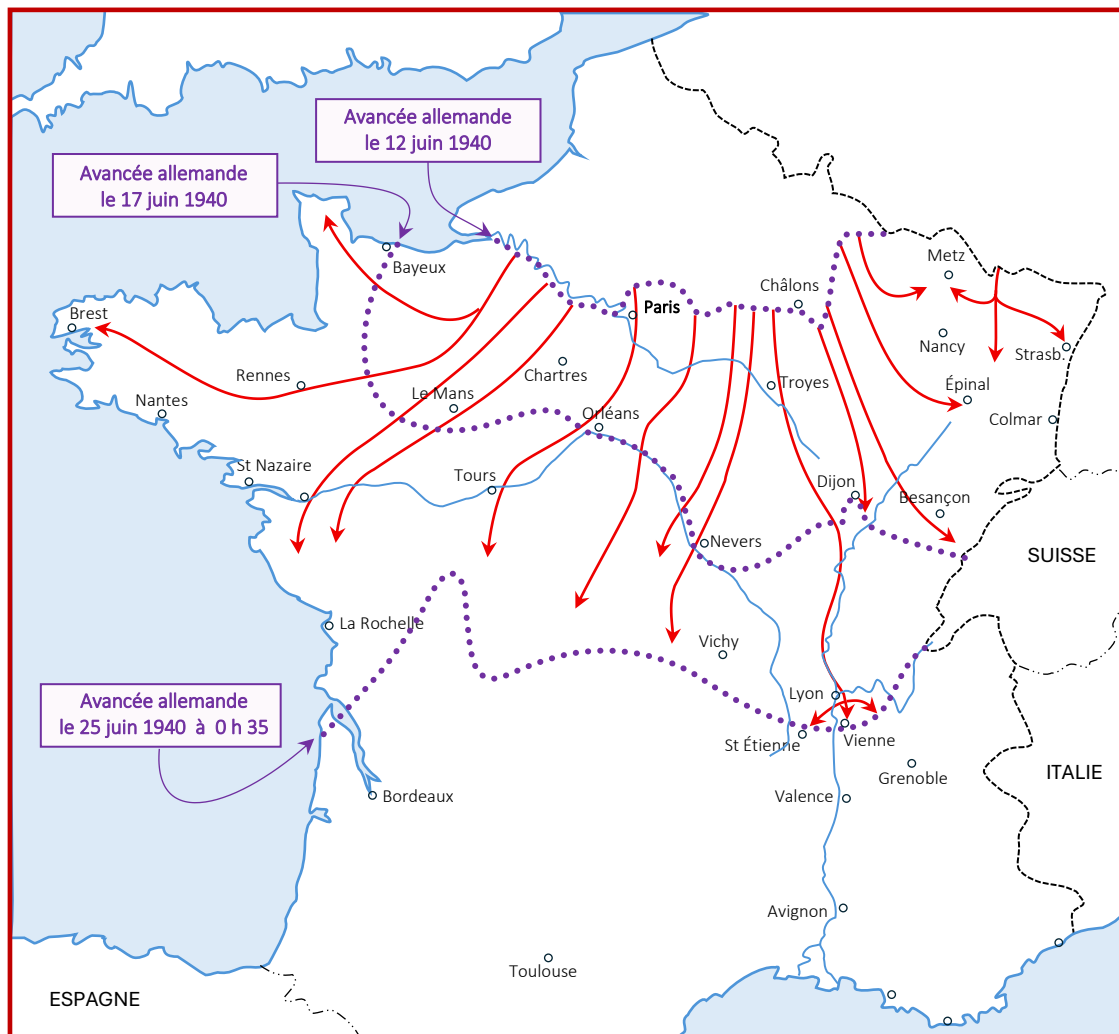 Avancée allemande
le 12 juin 1940
Avancée allemande
le 17 juin 1940
Bayeux
Metz
Châlons
Brest
Paris
Nancy
Strasb.
Rennes
Chartres
Troyes
Épinal
Le Mans
Nantes
Orléans
Colmar
St Nazaire
Tours
Dijon
Besançon
Nevers
SUISSE
La Rochelle
Vichy
Avancée allemande
le 25 juin 1940 à 0 h 35
Lyon
St Étienne
Vienne
Grenoble
ITALIE
Bordeaux
Valence
Avignon
Toulouse
ESPAGNE